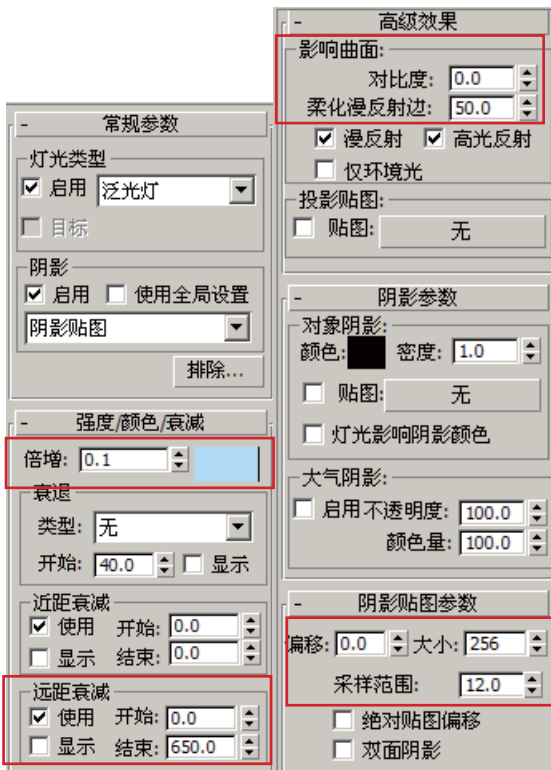 - 常规参数
灯光类型
启用 泛光灯
目标
阴影
启用 使用全局设置
阴影贴图
排除...
- 强度/颜色/衰减
倍增: 0.1
衰退
类型: 无
开始: 40.0 显示
近距衰减
使用 开始: 0.0
显示 结束: 0.0
远距衰减
使用 开始: 0.0
显示 结束: 650.0
- 高级效果
影响曲面:
对比度: 0.0
柔化漫反射边: 50.0
漫反射 高光反射
仅环境光
投影贴图:
贴图: 无
- 阴影参数
对象阴影:
颜色: 密度: 1.0
贴图: 无
灯光影响阴影颜色
大气阴影:
启用 不透明度: 100.0
颜色量: 100.0
- 阴影贴图参数
偏移: 0.0 大小: 256
采样范围: 12.0
绝对贴图偏移
双面阴影